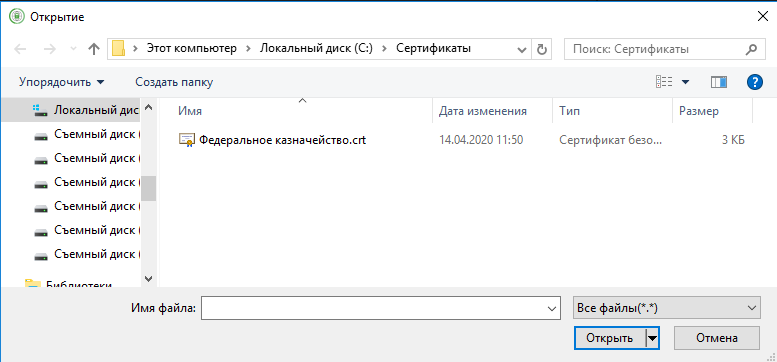 Открытие
Этот компьютер > Локальный диск (C:) > Сертификаты
Поиск: Сертификаты
Упорядочить
Создать папку
Имя
Дата изменения
Тип
Размер
Федеральное казначейство.crt
14.04.2020 11:50
Сертификат безо...
3 КБ
Локальный дис
Съемный диск (
Съемный диск (
Съемный диск (
Съемный диск (
Съемный диск (
Съемный диск (
Библиотеки
Имя файла:
Все файлы(*.*)
Открыть
Отмена